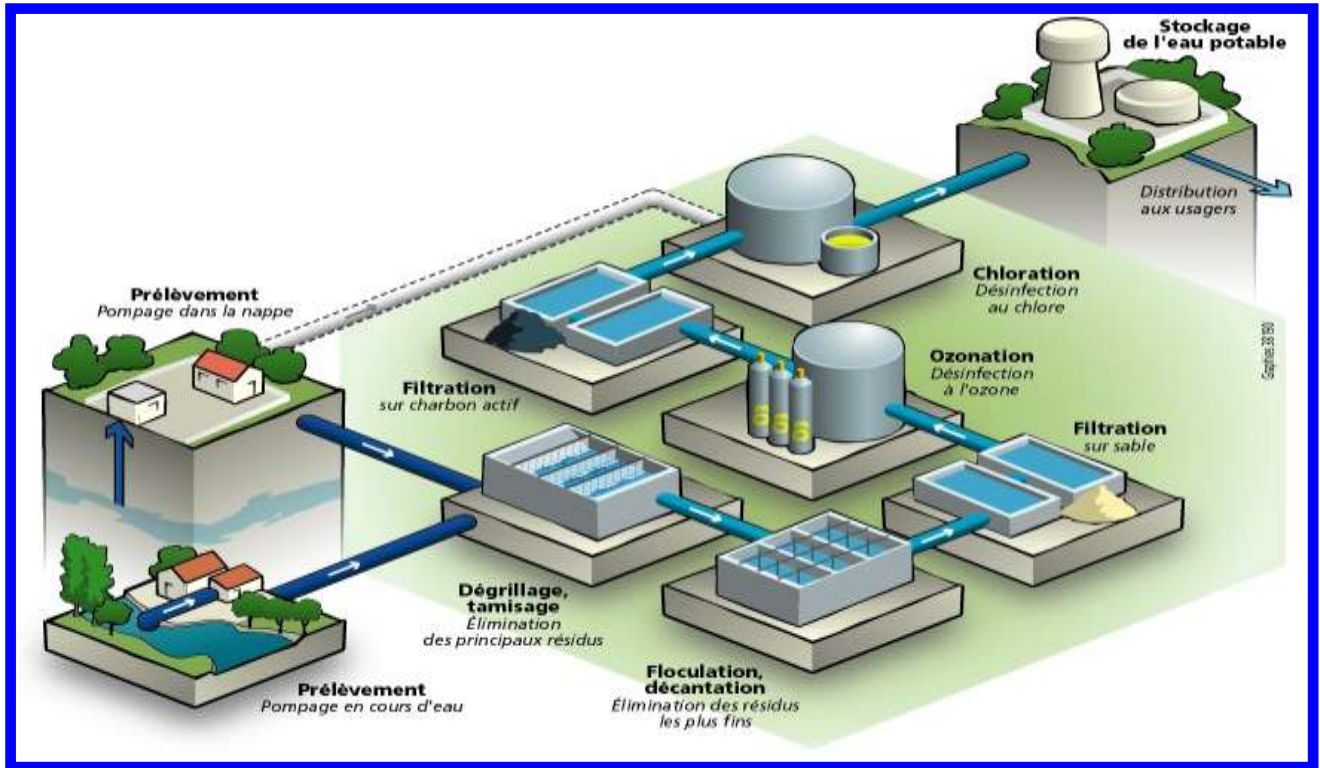 Stockage
de l'eau potable
Distribution
aux usagers
Chloration
Désinfection
au chlore
Prélèvement
Pompage dans la nappe
Ozonation
Désinfection
à l'ozone
Filtration
sur charbon actif
Filtration
sur sable
Dégrillage,
tamisage
Élimination
des principaux résidus
Floculation,
décantation
Élimination des résidus
les plus fins
Prélèvement
Pompage en cours d'eau